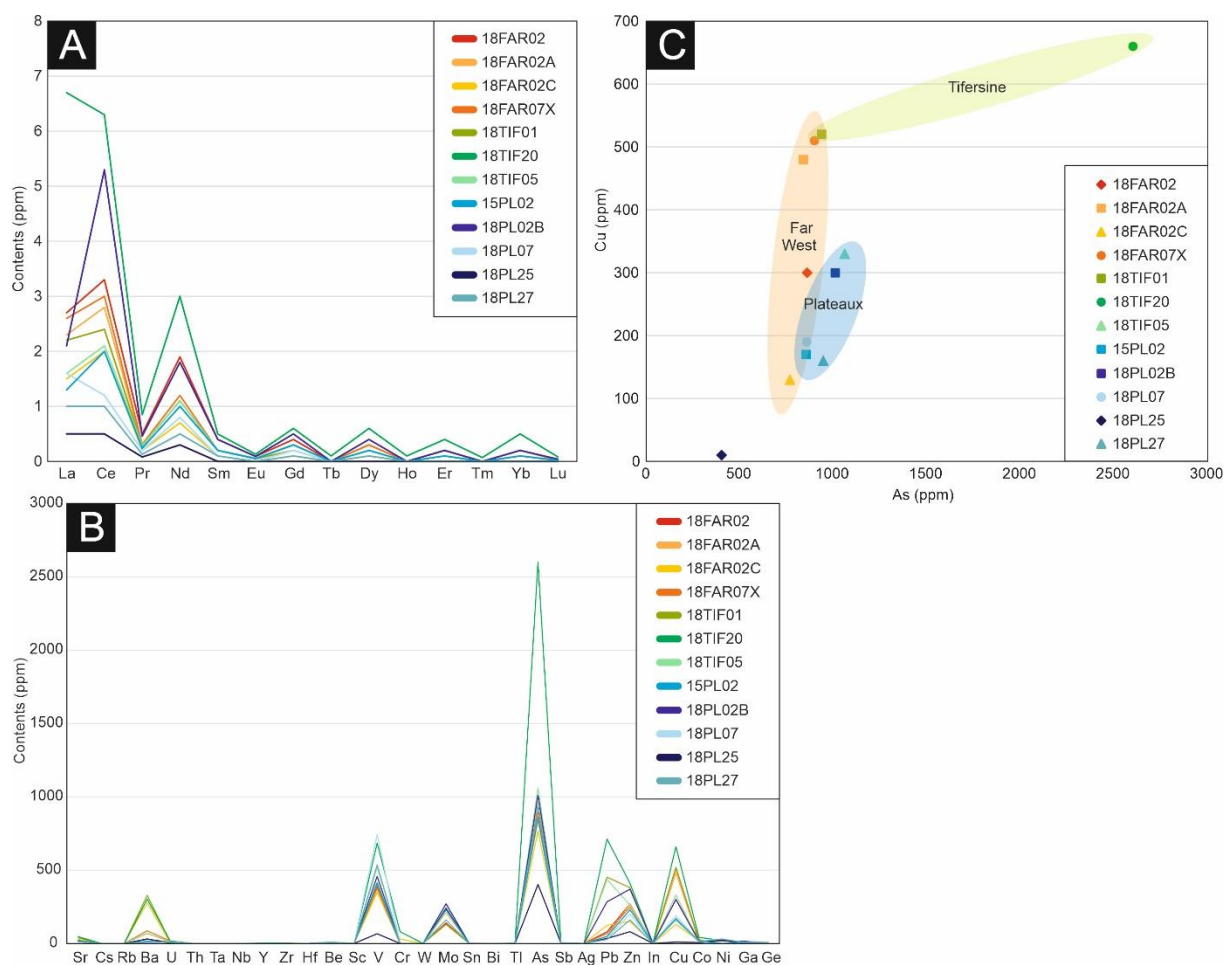 A
8
7
6
5
4
3
2
1
0
Contents (ppm)
La Ce Pr Nd Sm Eu Gd Tb Dy Ho Er Tm Yb Lu
18FAR02
18FAR02A
18FAR02C
18FAR07X
18TIF01
18TIF20
18TIF05
15PL02
18PL02B
18PL07
18PL25
18PL27
C
700
600
500
400
300
200
100
0
Cu (ppm)
Tifersine
Far
West
Plateaux
0 500 1000 1500 2000 2500 3000
As (ppm)
18FAR02
18FAR02A
18FAR02C
18FAR07X
18TIF01
18TIF20
18TIF05
15PL02
18PL02B
18PL07
18PL25
18PL27
B
3000
2500
2000
1500
1000
500
0
Contents (ppm)
Sr Cs Rb Ba U Th Ta Nb Y Zr Hf Be Sc V Cr W Mo Sn Bi Tl As Sb Ag Pb Zn In Cu Co Ni Ga Ge
18FAR02
18FAR02A
18FAR02C
18FAR07X
18TIF01
18TIF20
18TIF05
15PL02
18PL02B
18PL07
18PL25
18PL27